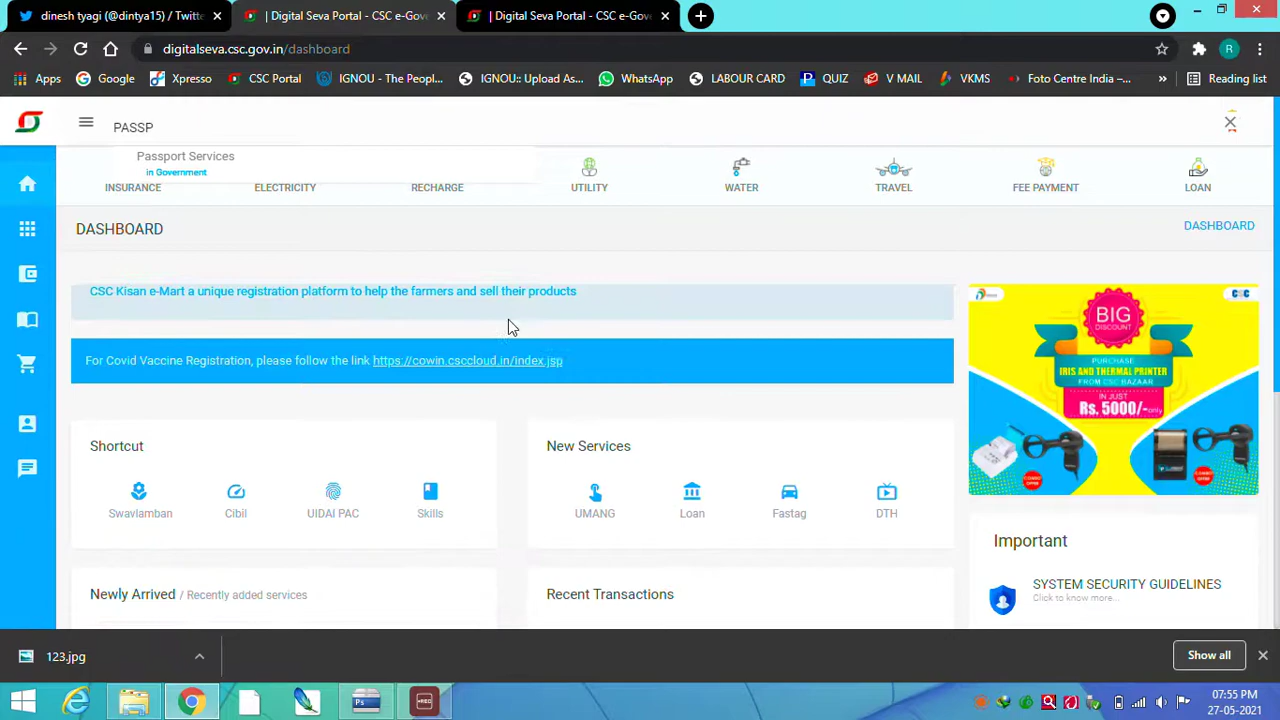 dinesh tyagi (@dintya15) / Twitte
| Digital Seva Portal - CSC e-Gov
| Digital Seva Portal - CSC e-Gov
digitalseva.csc.gov.in/dashboard
R
Apps
Google
Xpresso
CSC Portal
IGNOU - The Peopl...
IGNOU:: Upload As...
WhatsApp
LABOUR CARD
QUIZ
V MAIL
VKMS
Foto Centre India –...
»
Reading list
PASSP
Passport Services
in Government
INSURANCE
ELECTRICITY
RECHARGE
UTILITY
WATER
TRAVEL
FEE PAYMENT
LOAN
DASHBOARD
DASHBOARD
CSC Kisan e-Mart a unique registration platform to help the farmers and sell their products
For Covid Vaccine Registration, please follow the link https://cowin.csccloud.in/index.jsp
BIG
DISCOUNT
PURCHASE
IRIS AND THERMAL PRINTER
FROM CSC BAZAAR
IN JUST
Rs. 5000/-only
Shortcut
Swavlamban
Cibil
UIDAI PAC
Skills
New Services
UMANG
Loan
Fastag
DTH
Important
SYSTEM SECURITY GUIDELINES
Click to know more...
Newly Arrived / Recently added services
Recent Transactions
123.jpg
Show all
Ps
REC
07:55 PM
27-05-2021